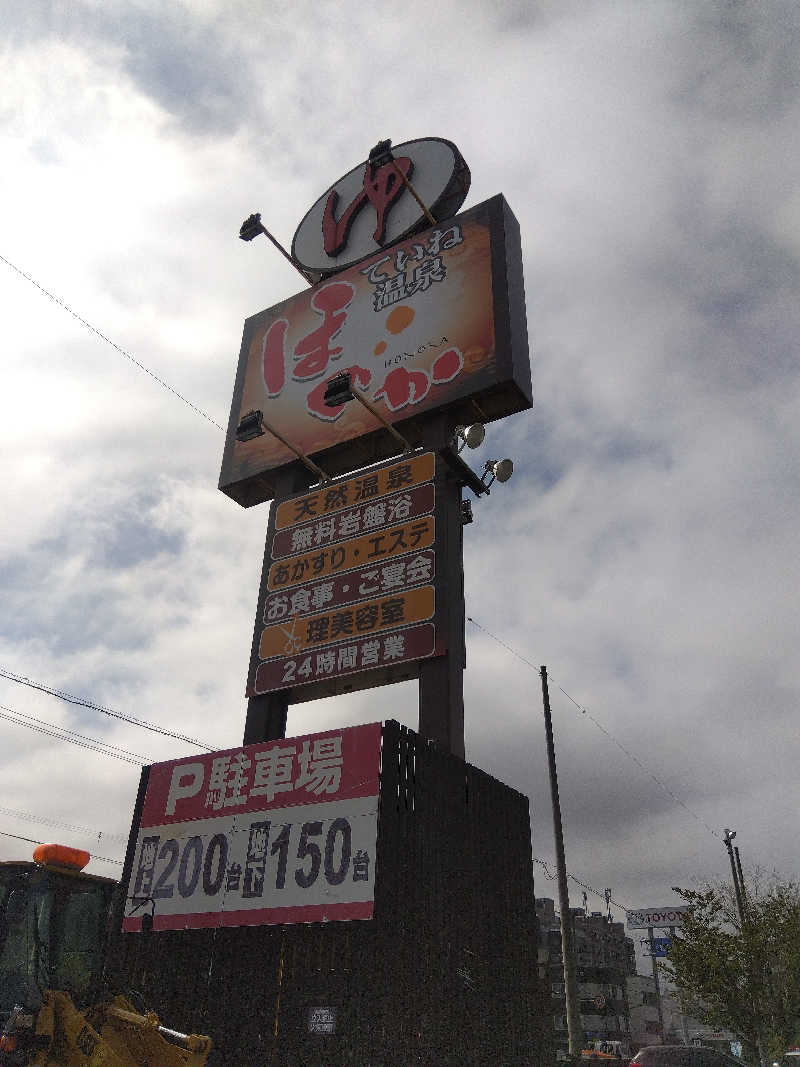 ゆ
ていね
温泉
ほのか
HONOKA
天然温泉
無料岩盤浴
あかすり・エステ
お食事・ご宴会
理美容室
24時間営業
P駐車場
地上200台 地下150台
TOYOTA